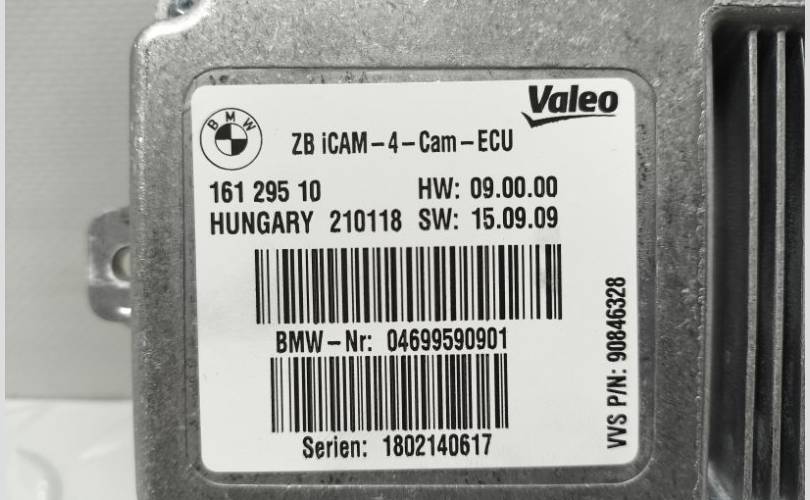 BMW
Valeo
ZB iCAM-4-Cam-ECU
161 295 10 HW: 09.00.00
HUNGARY 210118 SW: 15.09.09
BMW-Nr: 04699590901
Serien: 1802140617
VVS P/N: 90846328